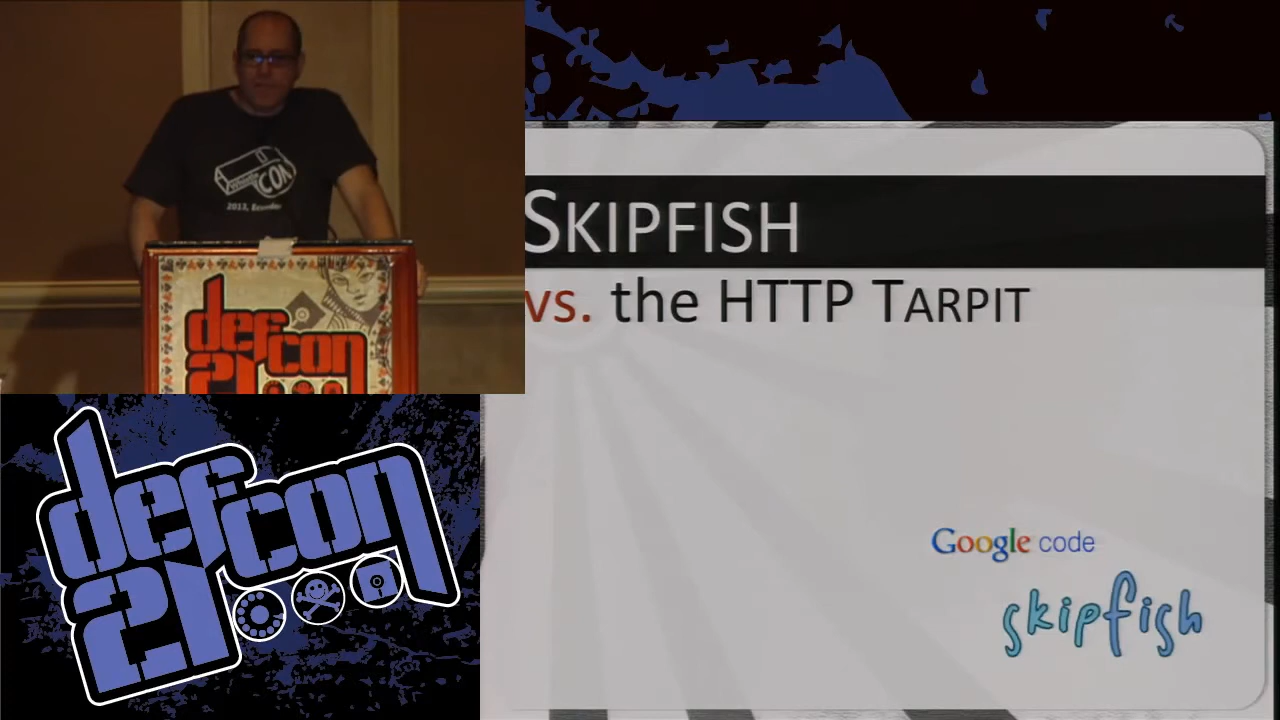 CON
2013,
defcon
21
SKIPFISH
vs. the HTTP TARPIT
Google code
skipfish
defcon
21